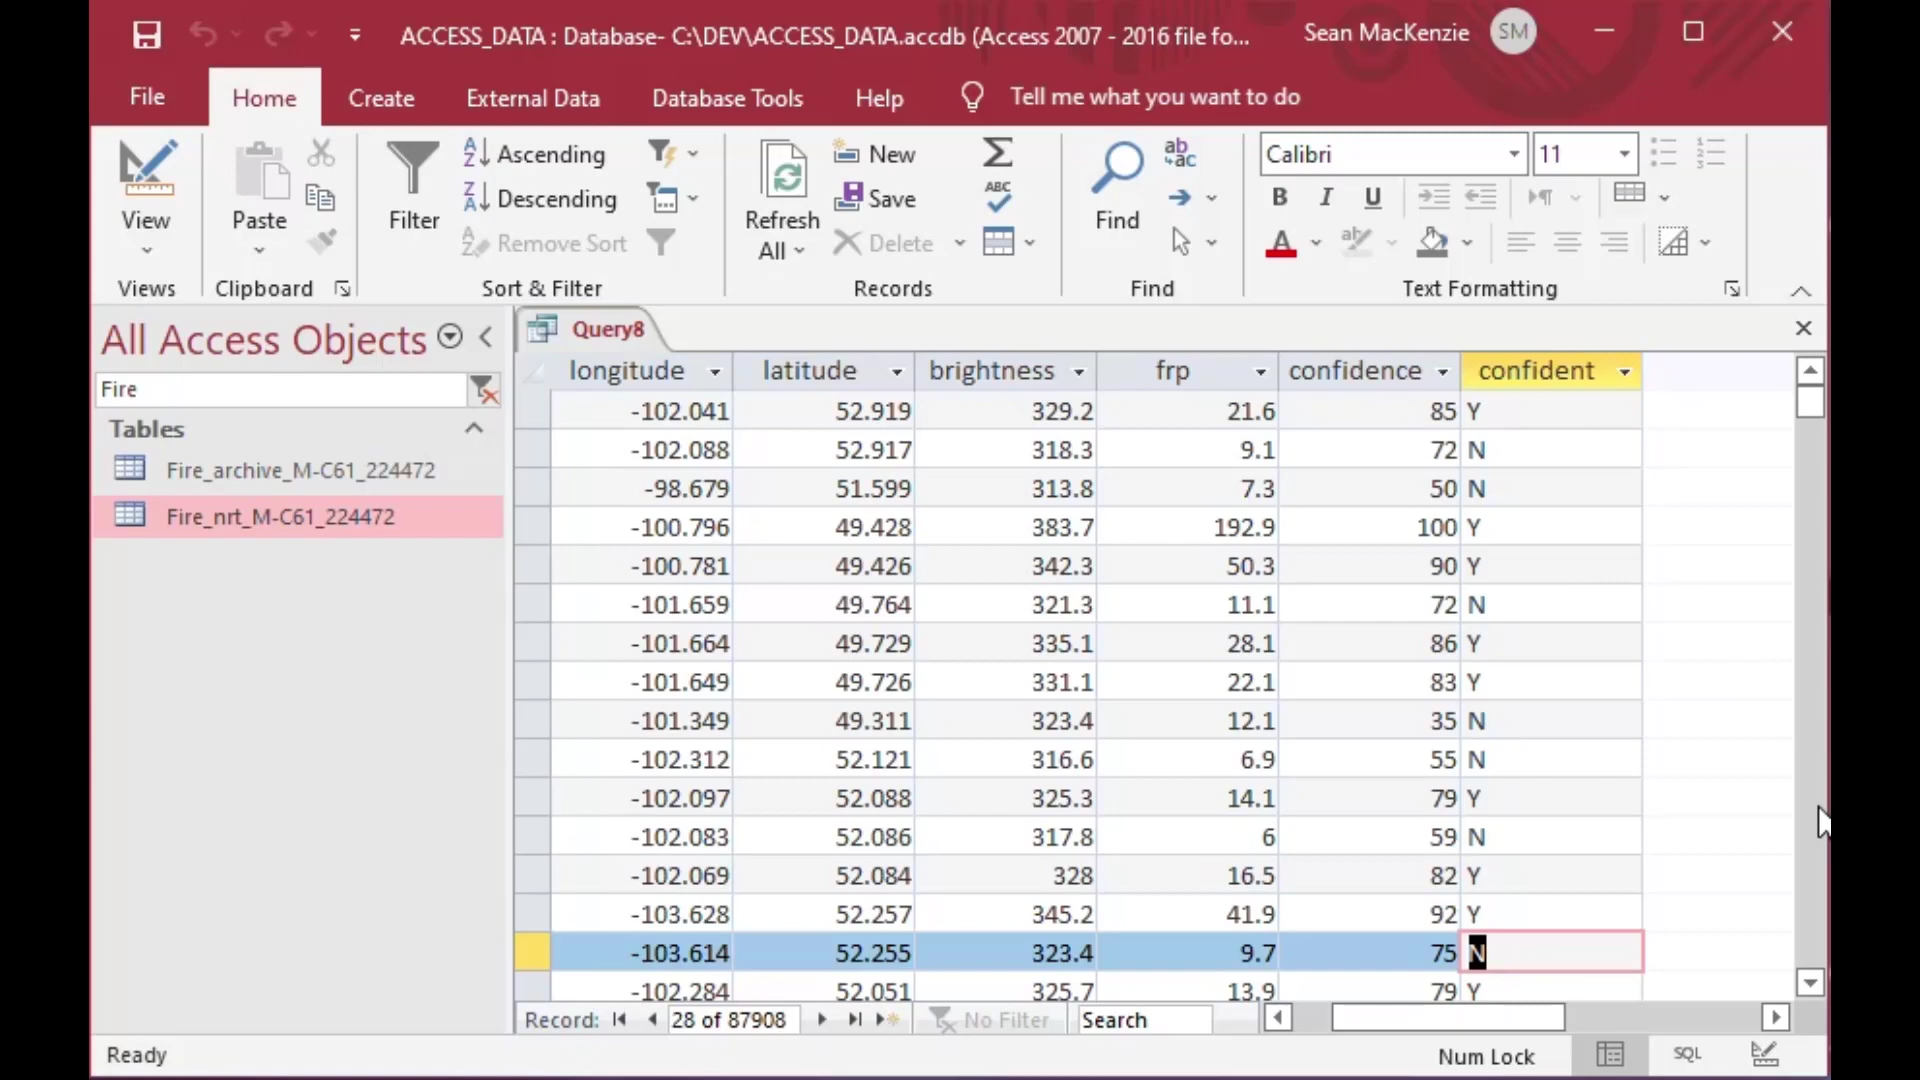 ACCESS_DATA : Database- C:\DEV\ACCESS_DATA.accdb (Access 2007 - 2016 file fo... Sean MacKenzie SM
File Home Create External Data Database Tools Help Tell me what you want to do
View
Views
Paste
Clipboard
Filter
Ascending
Descending
Remove Sort
Sort & Filter
Refresh
All
New
Save
Delete
Records
Find
Find
Calibri 11
B I U
Text Formatting
All Access Objects
Fire
Tables
Fire_archive_M-C61_224472
Fire_nrt_M-C61_224472
Query8
longitude latitude brightness frp confidence confident
-102.041 52.919 329.2 21.6 85 Y
-102.088 52.917 318.3 9.1 72 N
-98.679 51.599 313.8 7.3 50 N
-100.796 49.428 383.7 192.9 100 Y
-100.781 49.426 342.3 50.3 90 Y
-101.659 49.764 321.3 11.1 72 N
-101.664 49.729 335.1 28.1 86 Y
-101.649 49.726 331.1 22.1 83 Y
-101.349 49.311 323.4 12.1 35 N
-102.312 52.121 316.6 6.9 55 N
-102.097 52.088 325.3 14.1 79 Y
-102.083 52.086 317.8 6 59 N
-102.069 52.084 328 16.5 82 Y
-103.628 52.257 345.2 41.9 92 Y
-103.614 52.255 323.4 9.7 75 N
-102.284 52.051 325.7 13.9 79 Y
Record: 28 of 87908 No Filter Search
Ready Num Lock SQL